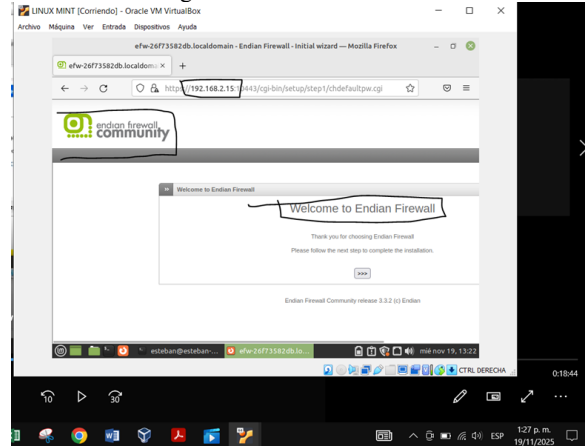 LINUX MINT [Corriendo] - Oracle VM VirtualBox
Archivo Máquina Ver Entrada Dispositivos Ayuda
efw-26f73582db.localdomain - Endian Firewall - Initial wizard — Mozilla Firefox
efw-26f73582db.localdoma
https://192.168.2.15:10443/cgi-bin/setup/step1/chdefaultpw.cgi
endian firewall
community
Welcome to Endian Firewall
Welcome to Endian Firewall
Thank you for choosing Endian Firewall
Please follow the next step to complete the installation.
>>>
Endian Firewall Community release 3.3.2 (c) Endian
esteban@esteban-... efw-26f73582db.lo... mié nov 19, 13:22
CTRL DERECHA
0:18:44
10 30
ESP 1:27 p. m.
19/11/2025